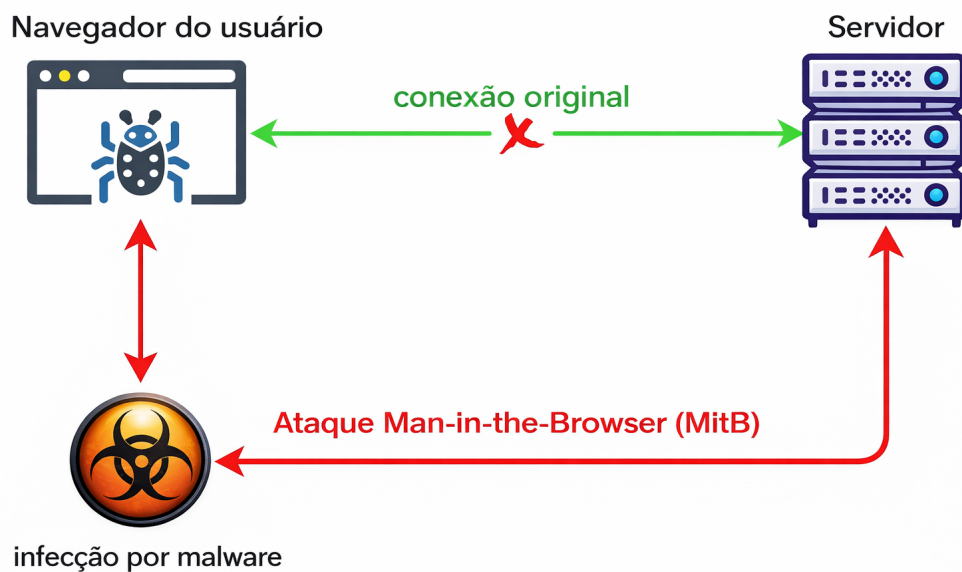 Navegador do usuário
Servidor
conexão original
Ataque Man-in-the-Browser (MitB)
infecção por malware